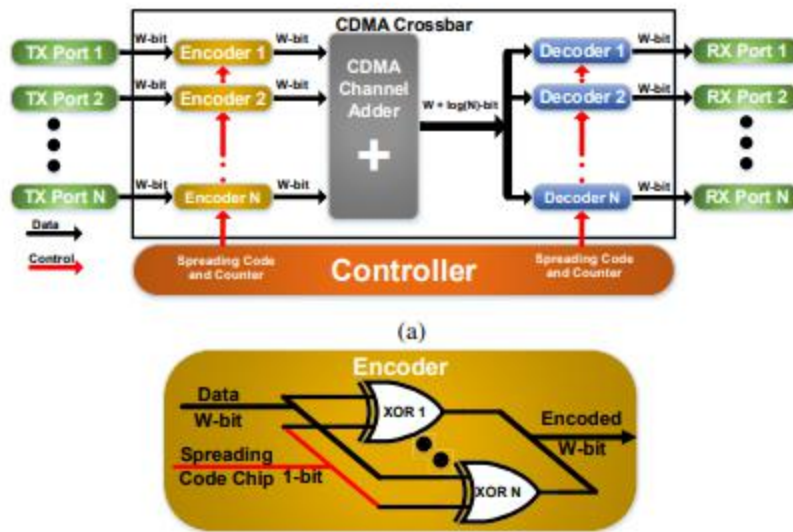 CDMA Crossbar
TX Port 1 W-bit Encoder 1 W-bit Decoder 1 W-bit RX Port 1
CDMA
Channel
Adder
TX Port 2 W-bit Encoder 2 W-bit W + log(N)-bit Decoder 2 W-bit RX Port 2
+
TX Port N W-bit Encoder N W-bit Decoder N W-bit RX Port N
Data
Control
Spreading Code
and Counter
Controller
Spreading Code
and Counter
(a)
Encoder
Data
W-bit
XOR 1
Encoded
W-bit
Spreading
Code Chip 1-bit
XOR N